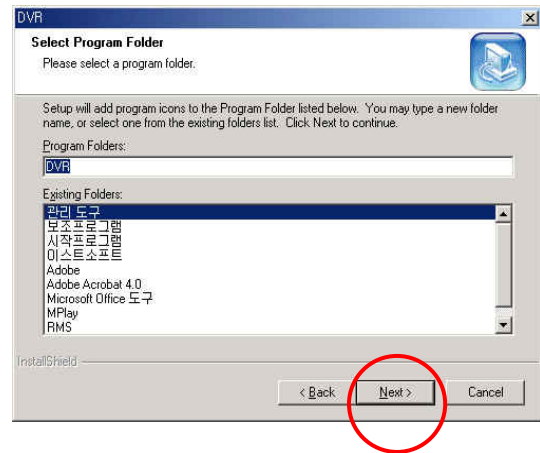 DVR
Select Program Folder
Please select a program folder.
Setup will add program icons to the Program Folder listed below. You may type a new folder
name, or select one from the existing folders list. Click Next to continue.
Program Folders:
DVR
Existing Folders:
관리 도구
보조프로그램
시작프로그램
이스트소프트
Adobe
Adobe Acrobat 4.0
Microsoft Office 도구
MPlay
RMS
InstallShield
< Back
Next >
Cancel